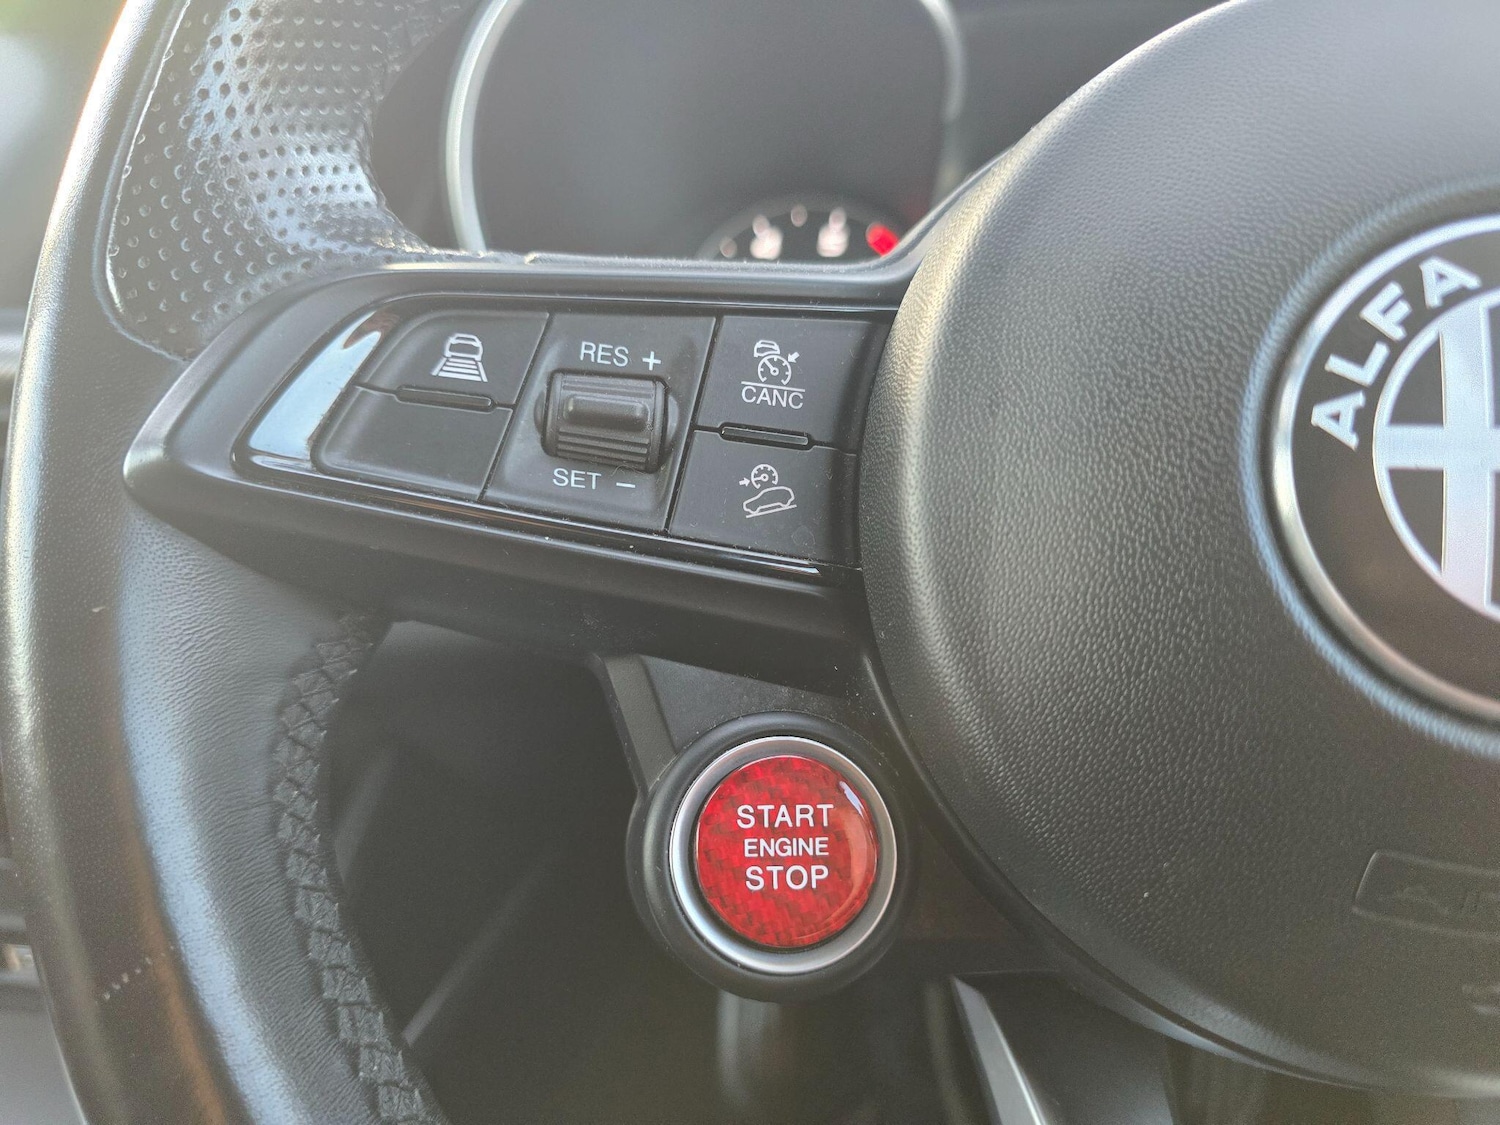 RES +
CANC
SET -
ALFA
START
ENGINE
STOP